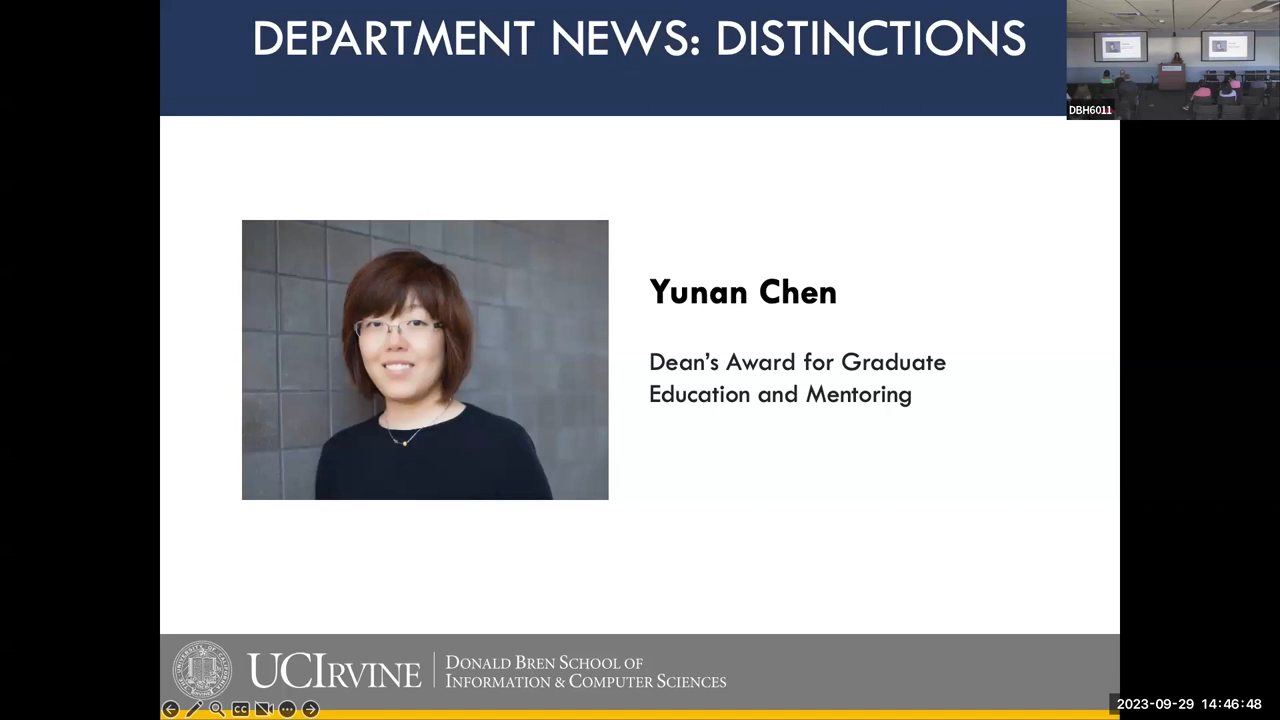 DEPARTMENT NEWS: DISTINCTIONS
DBH6011
Yunan Chen
Dean's Award for Graduate
Education and Mentoring
UCIRVINE
DONALD BREN SCHOOL OF
INFORMATION & COMPUTER SCIENCES
CC
2023-09-29 14:46:48